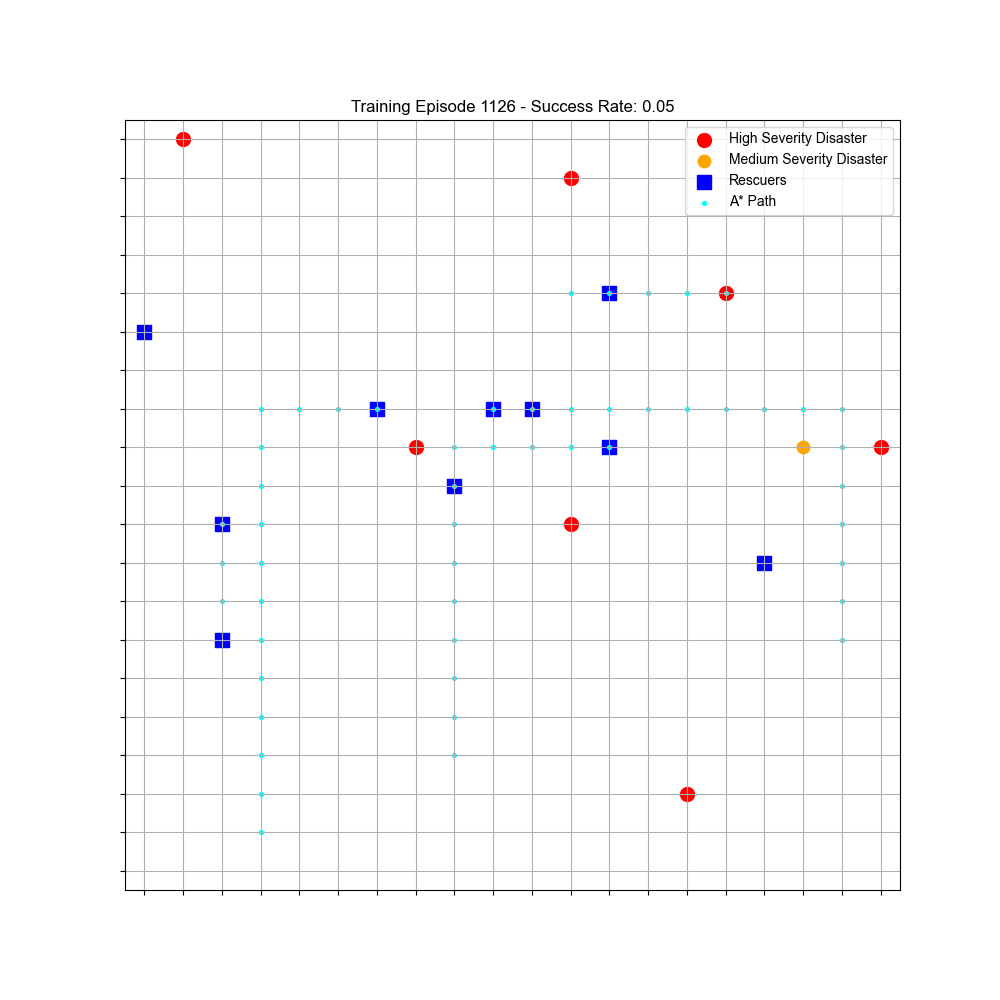 Training Episode 1126 - Success Rate: 0.05
High Severity Disaster
Medium Severity Disaster
Rescuers
A* Path